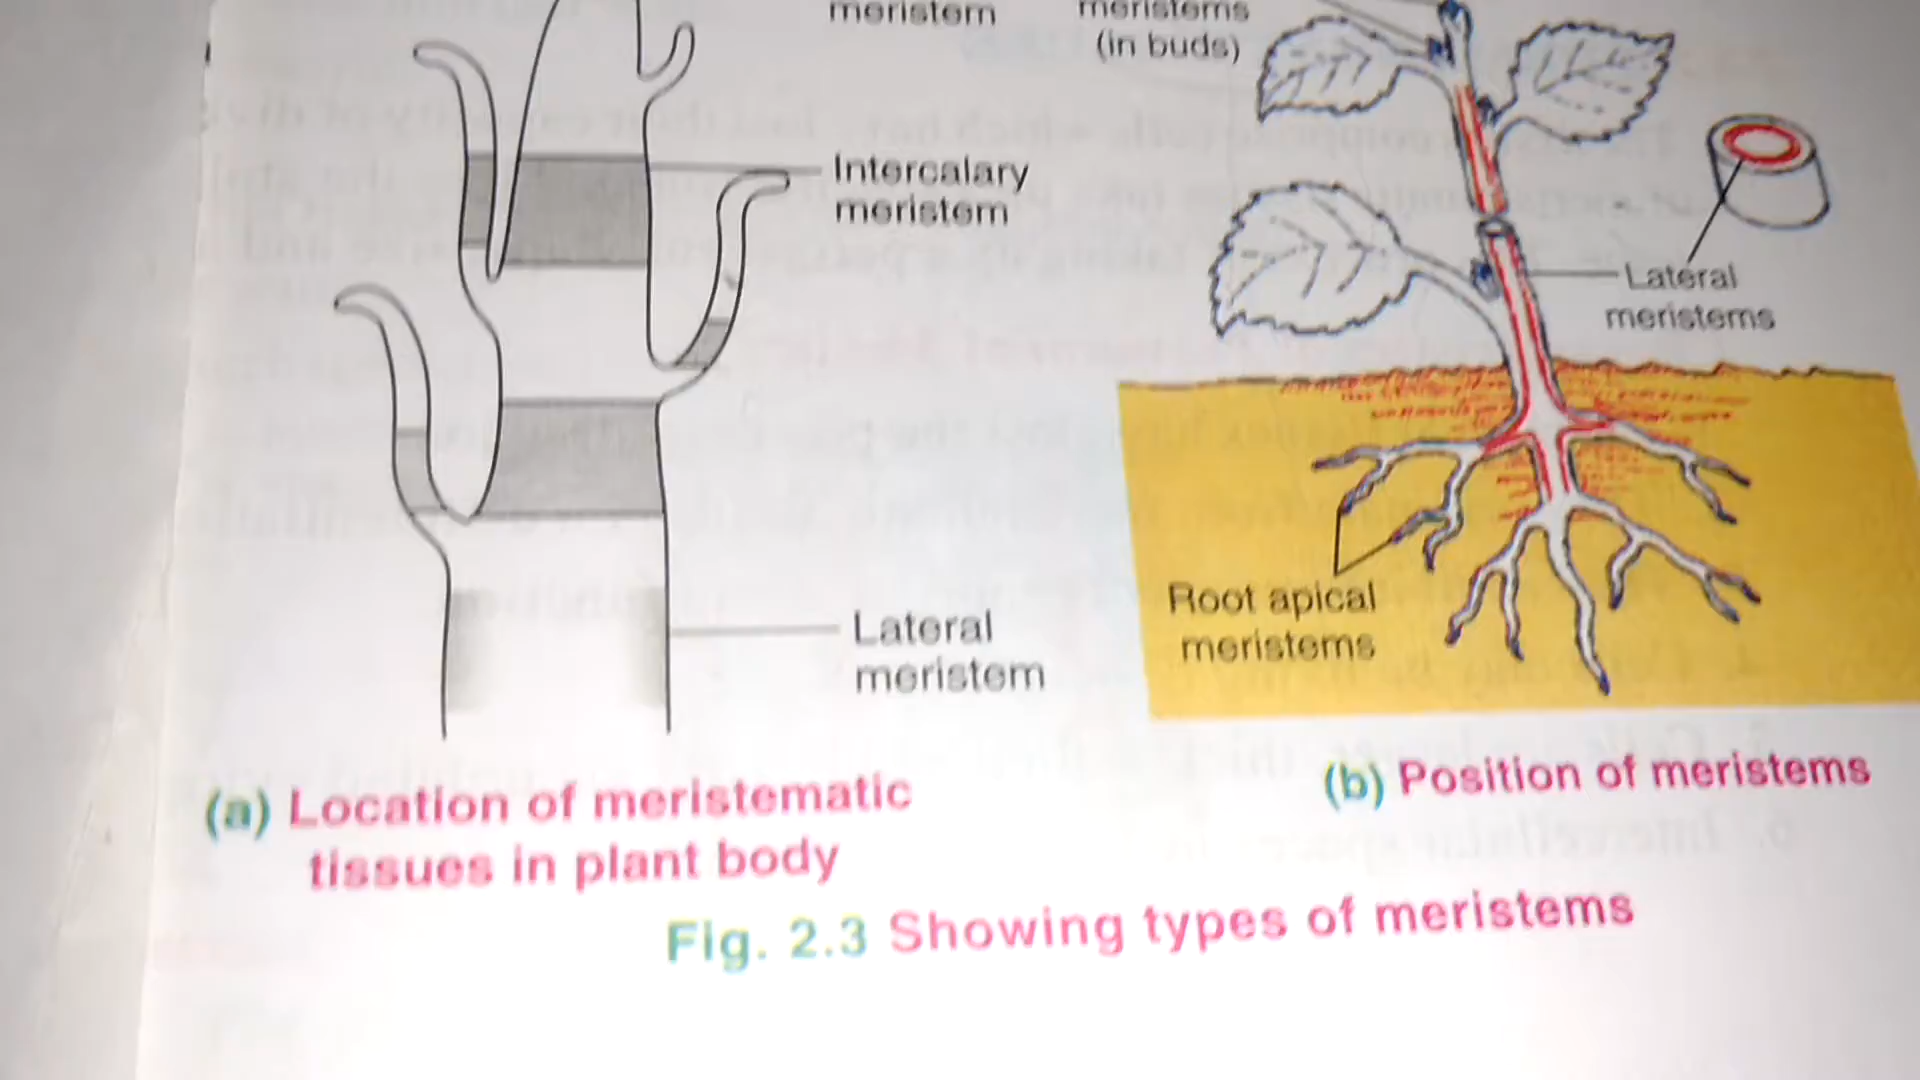 meristem
meristems
(in buds)
Intercalary
meristem
Lateral
meristems
Root apical
meristems
Lateral
meristem
(a) Location of meristematic
tissues in plant body
(b) Position of meristems
Fig. 2.3 Showing types of meristems